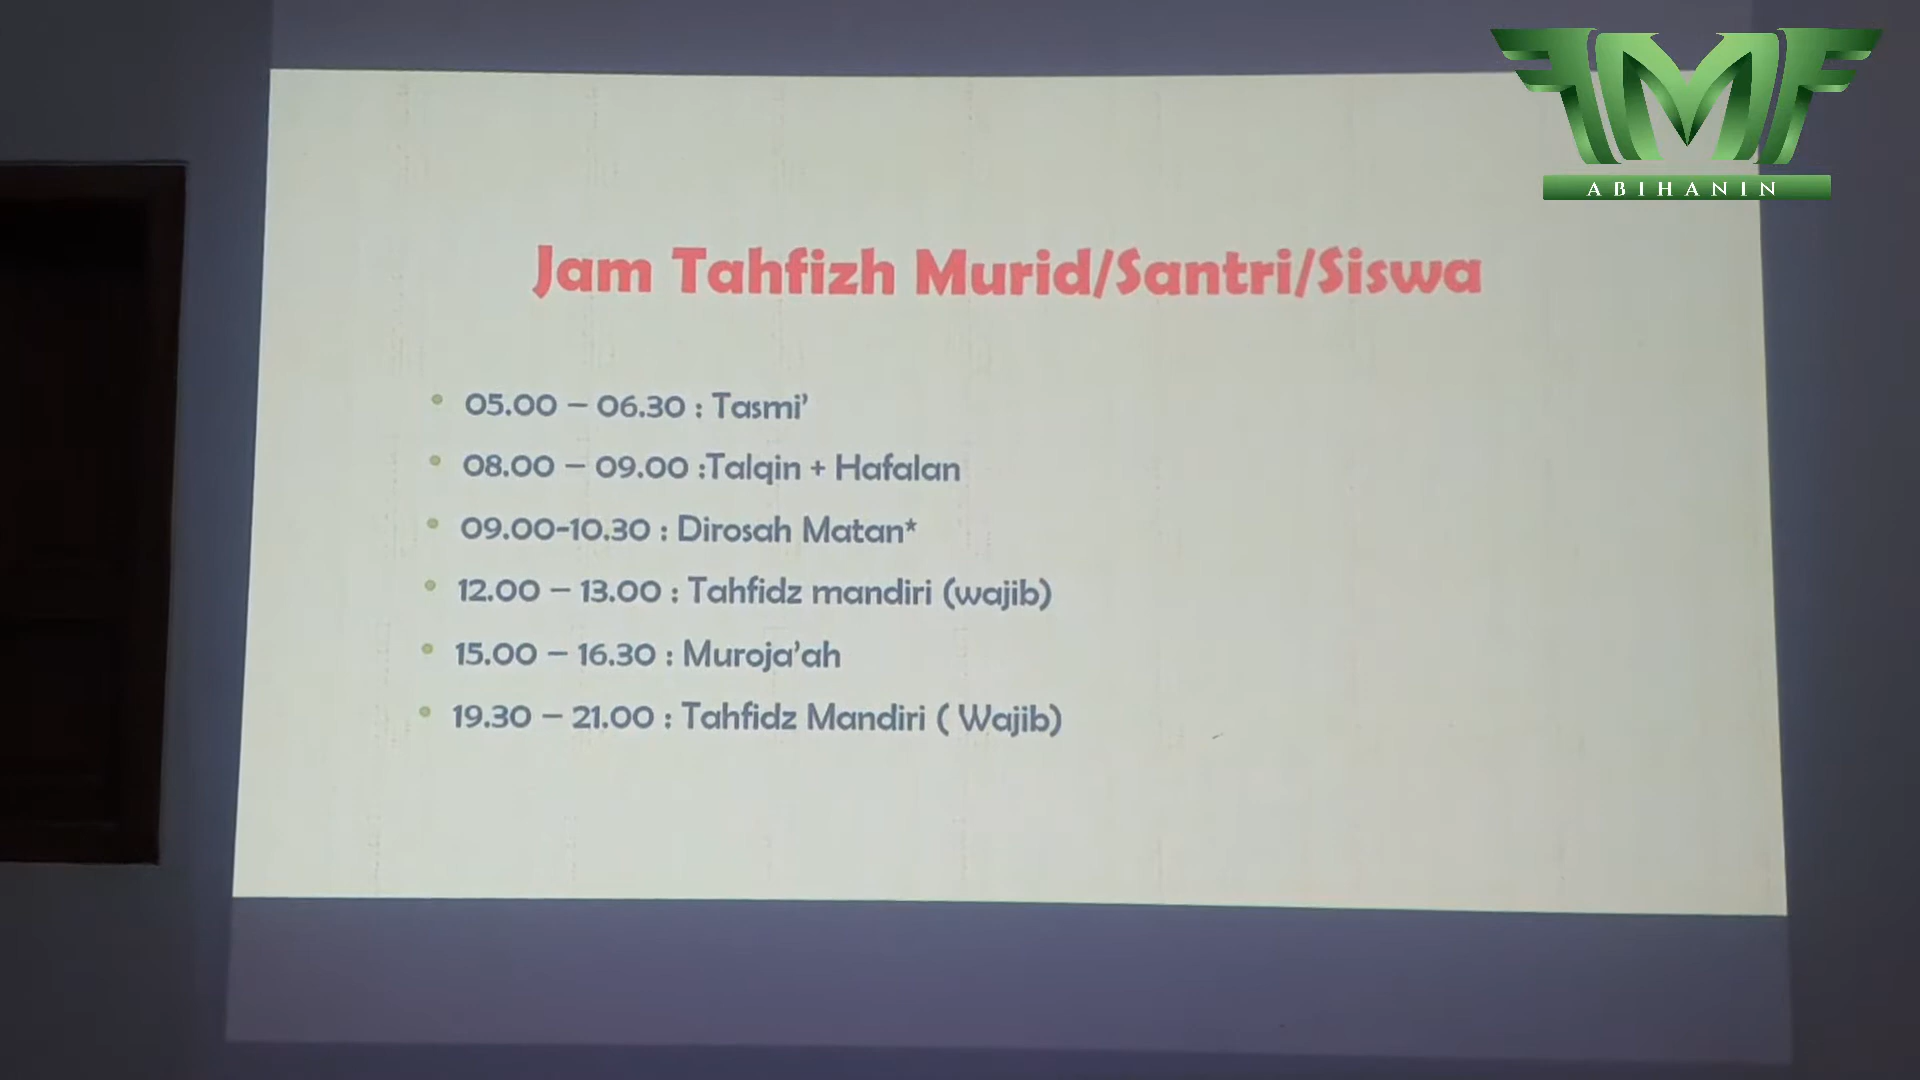 ABIHANIN
Jam Tahfizh Murid/Santri/Siswa
05.00 – 06.30 : Tasmi'
08.00 – 09.00 :Talqin + Hafalan
09.00-10.30 : Dirosah Matan*
12.00 – 13.00 : Tahfidz mandiri (wajib)
15.00 – 16.30 : Muroja'ah
19.30 – 21.00 : Tahfidz Mandiri ( Wajib)